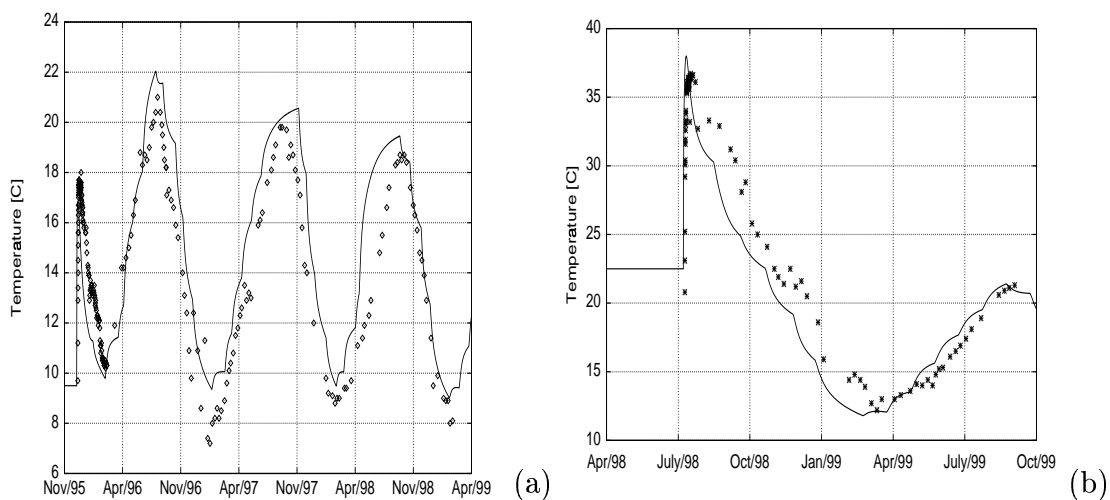 24
22
20
18
16
14
12
10
8
6
Temperature [C]
Nov/95 Apr/96 Nov/96 Apr/97 Nov/97 Apr/98 Nov/98 Apr/99
(a)
40
35
30
25
20
15
10
Temperature [C]
Apr/98 July/98 Oct/98 Jan/99 Apr/99 July/99 Oct/99
(b)